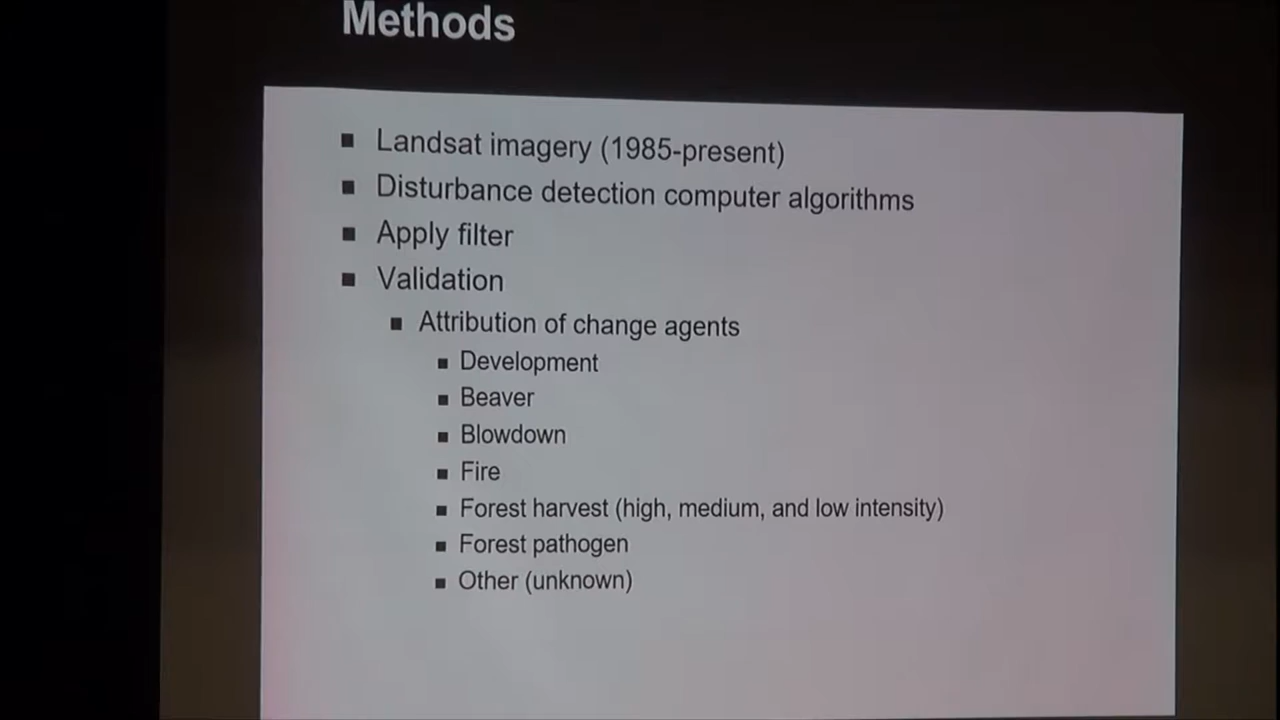 Methods
Landsat imagery (1985-present)
Disturbance detection computer algorithms
Apply filter
Validation
Attribution of change agents
Development
Beaver
Blowdown
Fire
Forest harvest (high, medium, and low intensity)
Forest pathogen
Other (unknown)